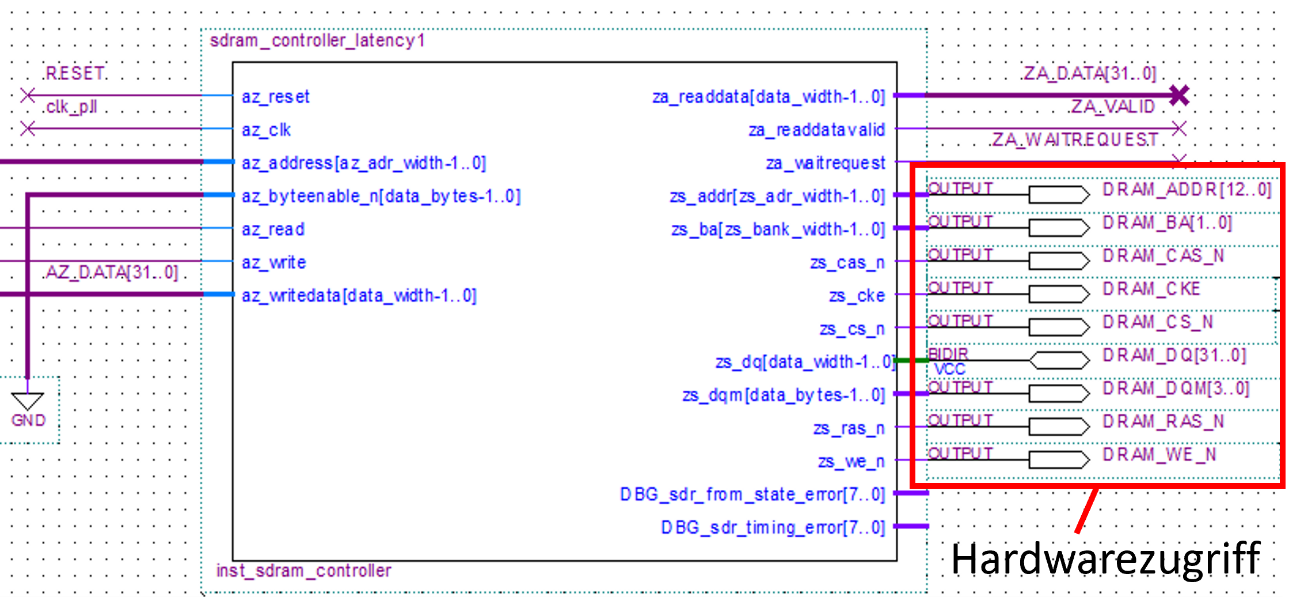 sdram_controller_latency1
RESET
clk_pll
AZ_DATA[31..0]
GND
az_reset
az_clk
az_address[az_adr_width-1..0]
az_byteenable_n[data_bytes-1..0]
az_read
az_write
az_writedata[data_width-1..0]
za_readdata[data_width-1..0]
za_readdatavalid
za_waitrequest
zs_addr[zs_adr_width-1..0]
zs_ba[zs_bank_width-1..0]
zs_cas_n
zs_cke
zs_cs_n
zs_dq[data_width-1..0]
zs_dqm[data_bytes-1..0]
zs_ras_n
zs_we_n
DBG_sdr_from_state_error[7..0]
DBG_sdr_timing_error[7..0]
inst_sdram_controller
ZA_DATA[31..0]
ZA_VALID
ZA_WAITREQUEST
OUTPUT DRAM_ADDR[12..0]
OUTPUT DRAM_BA[1..0]
OUTPUT DRAM_CAS_N
OUTPUT DRAM_CKE
OUTPUT DRAM_CS_N
BIDIR DRAM_DQ[31..0]
VCC
OUTPUT DRAM_DQM[3..0]
OUTPUT DRAM_RAS_N
OUTPUT DRAM_WE_N
Hardwarezugriff